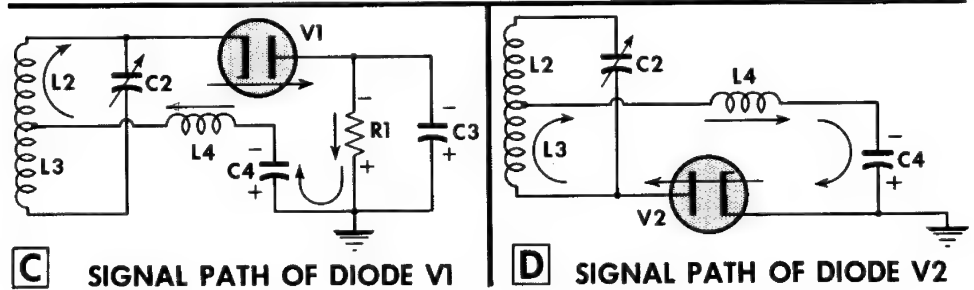 V1
L2
C2
L4
L3
C4
R1
C3
−
+
−
+
−
+
C SIGNAL PATH OF DIODE V1
L2
C2
L4
L3
C4
V2
−
+
D SIGNAL PATH OF DIODE V2